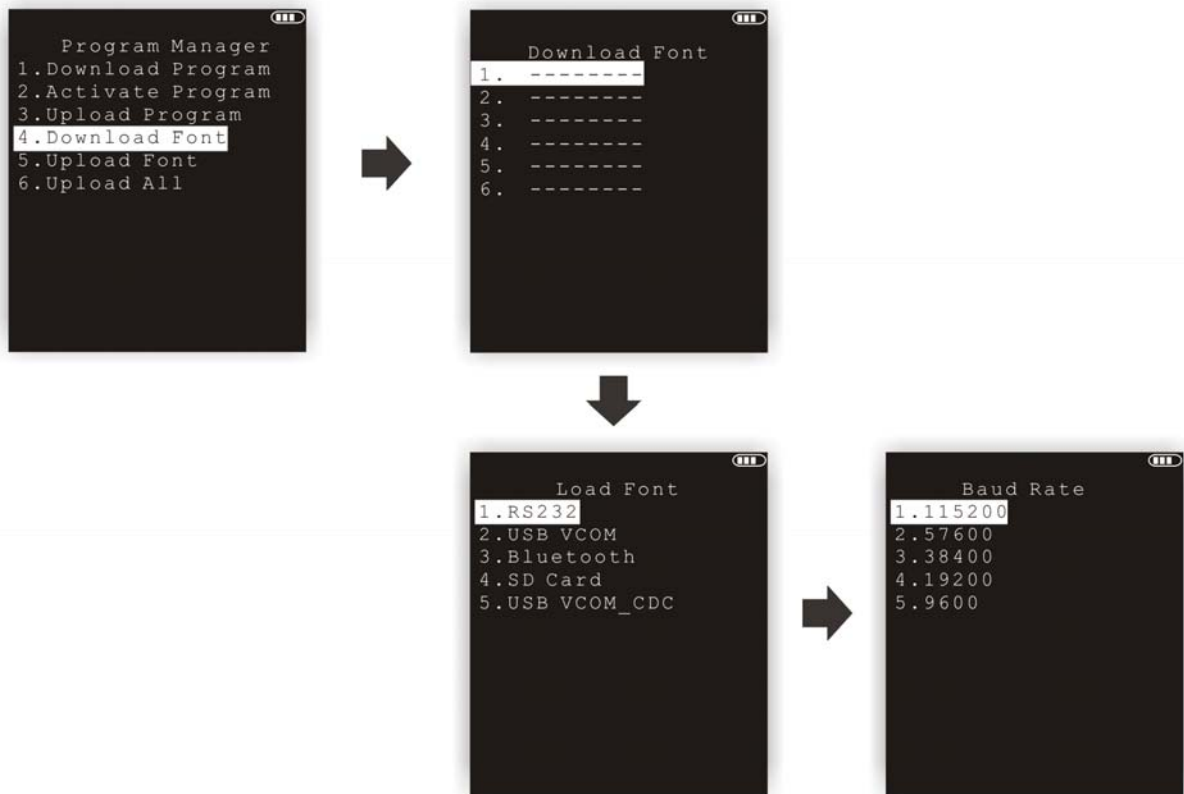 Program Manager
1.Download Program
2.Activate Program
3.Upload Program
4.Download Font
5.Upload Font
6.Upload All
Download Font
1. --------
2. --------
3. --------
4. --------
5. --------
6. --------
Load Font
1.RS232
2.USB VCOM
3.Bluetooth
4.SD Card
5.USB VCOM_CDC
Baud Rate
1.115200
2.57600
3.38400
4.19200
5.9600